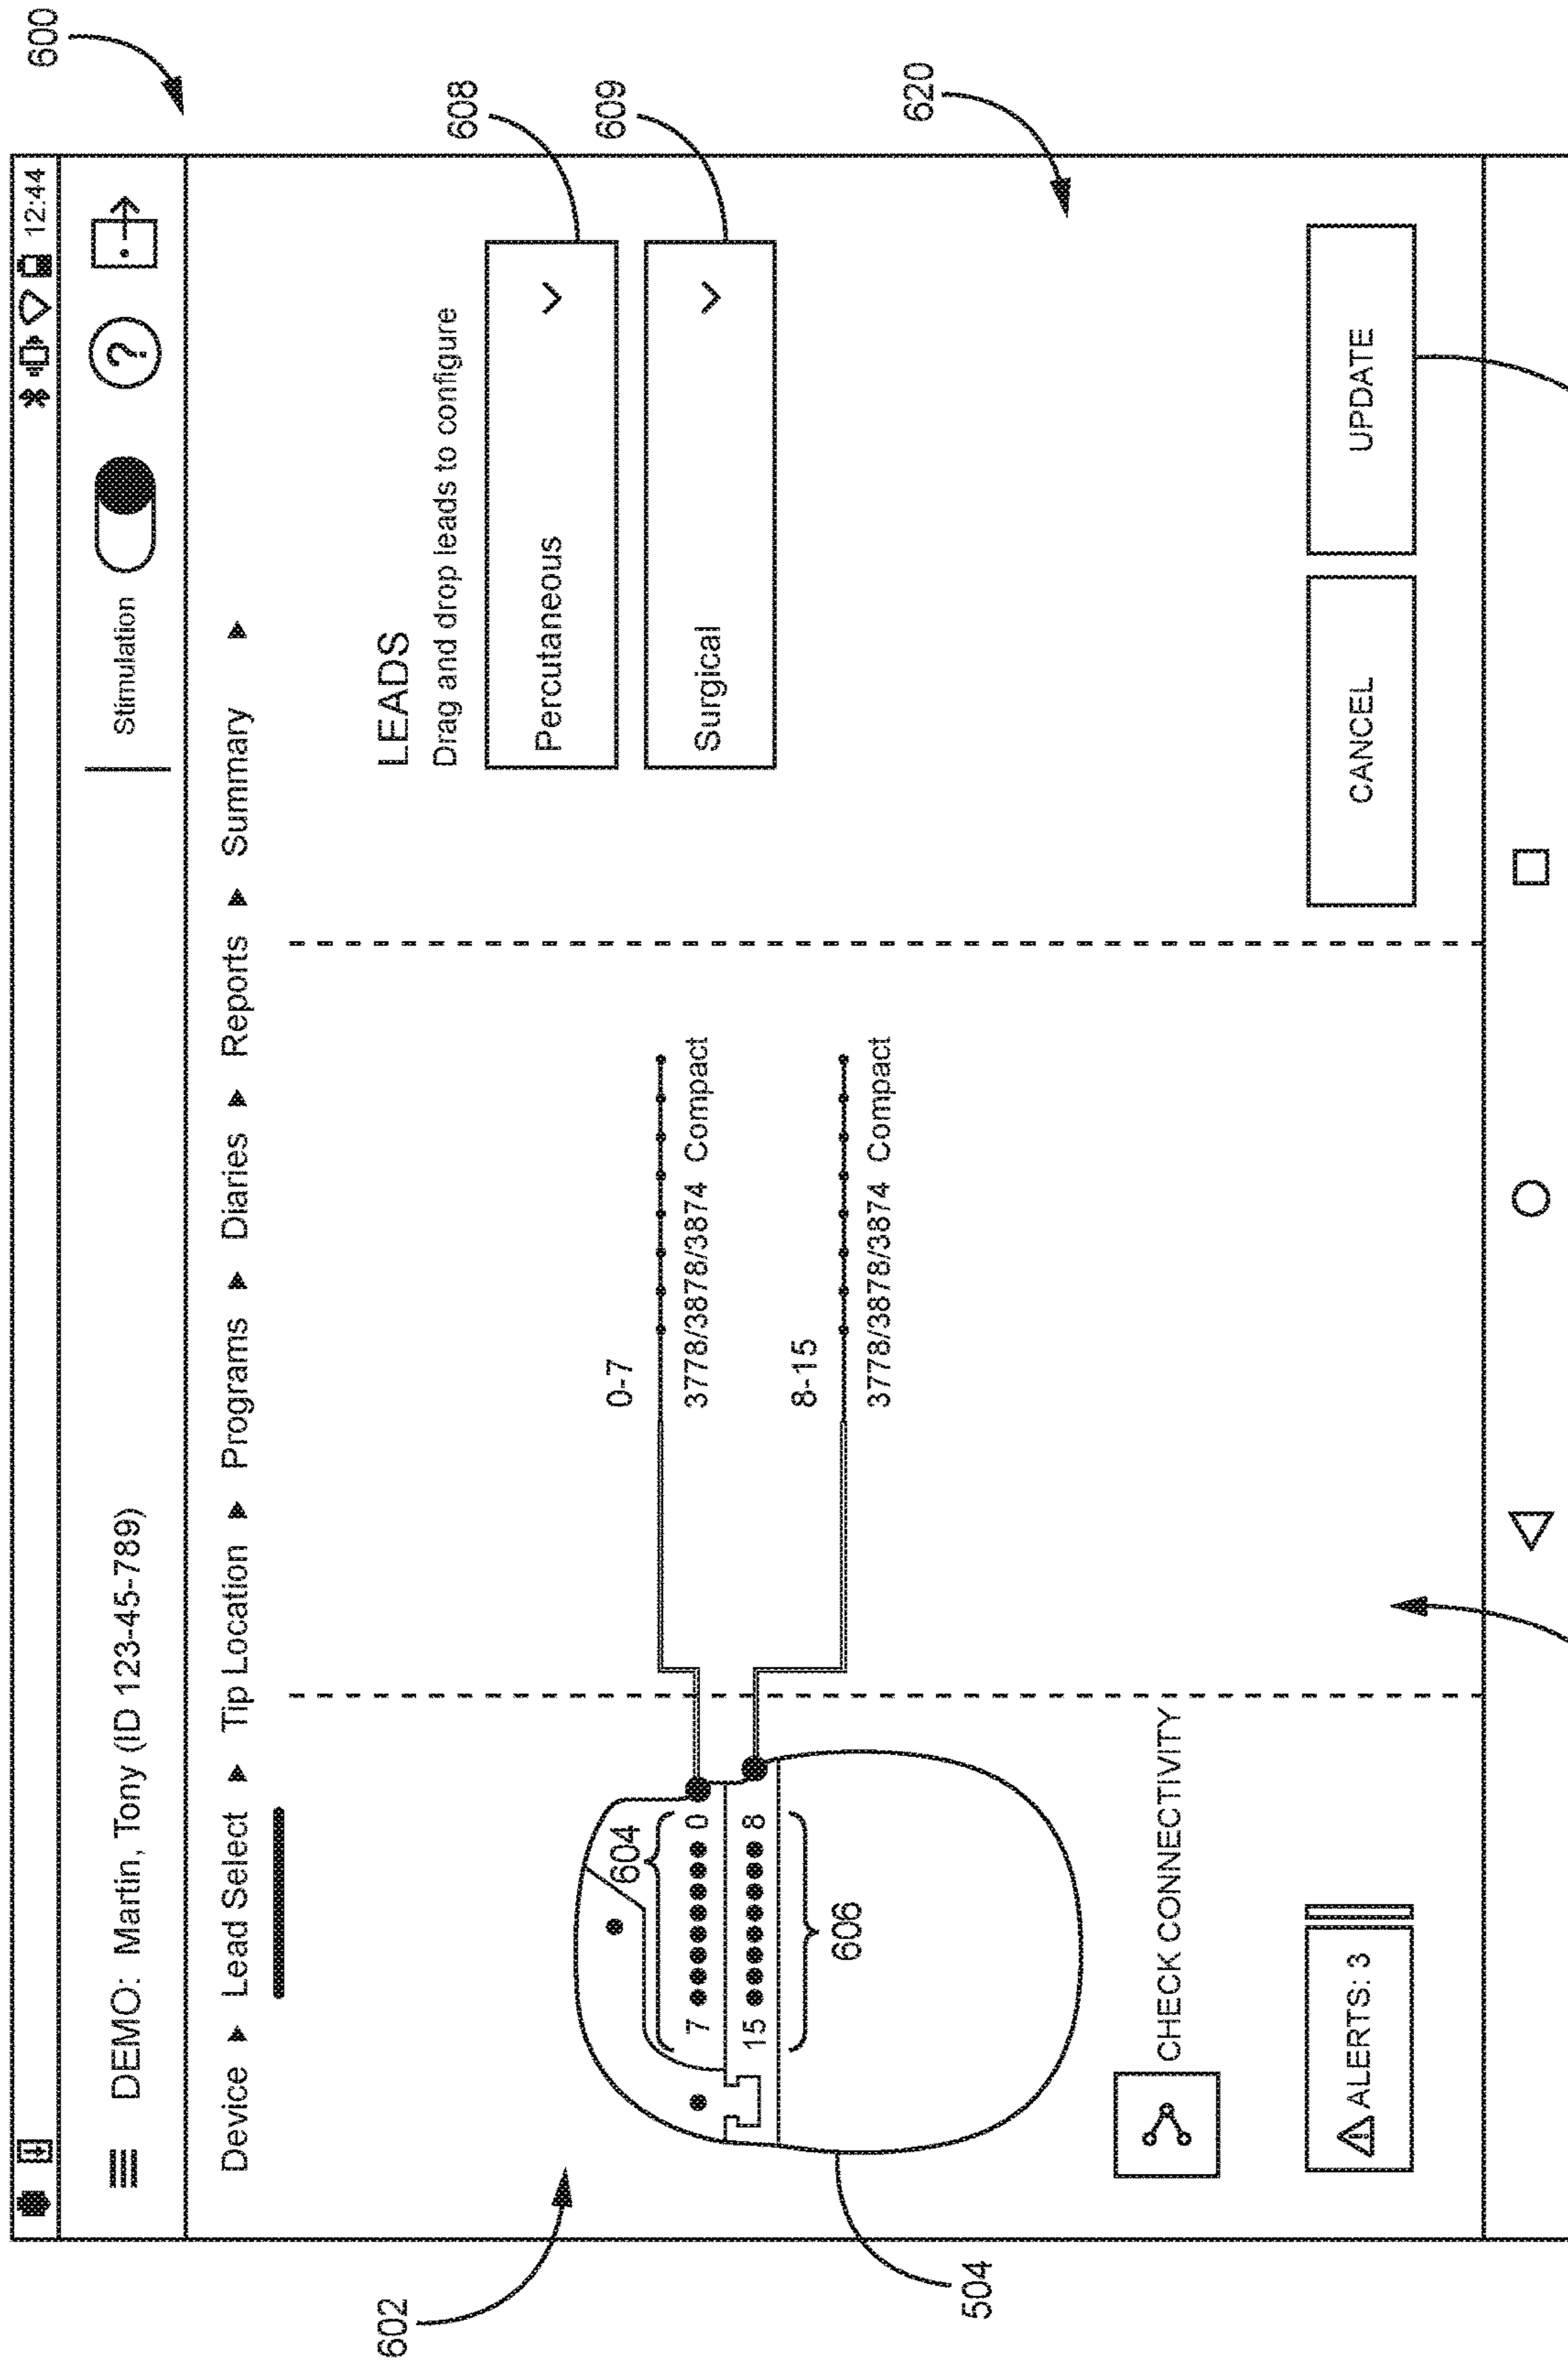 600
12:44
DEMO: Martin, Tony (ID 123-45-789)
Stimulation
?
Device ▶ Lead Select ▶ Tip Location ▶ Programs ▶ Diaries ▶ Reports ▶ Summary ▶
602
LEADS
Drag and drop leads to configure
608
Percutaneous
609
Surgical
604
7
0
15
8
606
0-7
3778/3878/3874 Compact
8-15
3778/3878/3874 Compact
620
504
CHECK CONNECTIVITY
ALERTS: 3
CANCEL
UPDATE